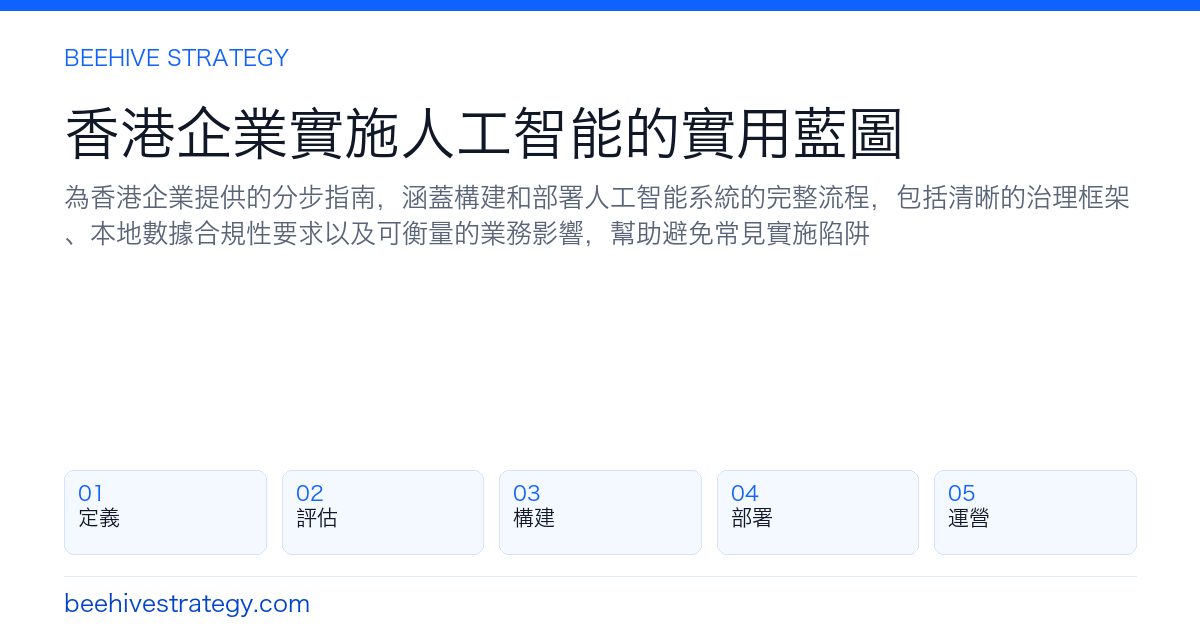 BEEHIVE STRATEGY
香港企業實施人工智能的實用藍圖
為香港企業提供的分步指南，涵蓋構建和部署人工智能系統的完整流程，包括清晰的治理框架
、本地數據合規性要求以及可衡量的業務影響，幫助避免常見實施陷阱
01
定義
02
評估
03
構建
04
部署
05
運營
beehivestrategy.com